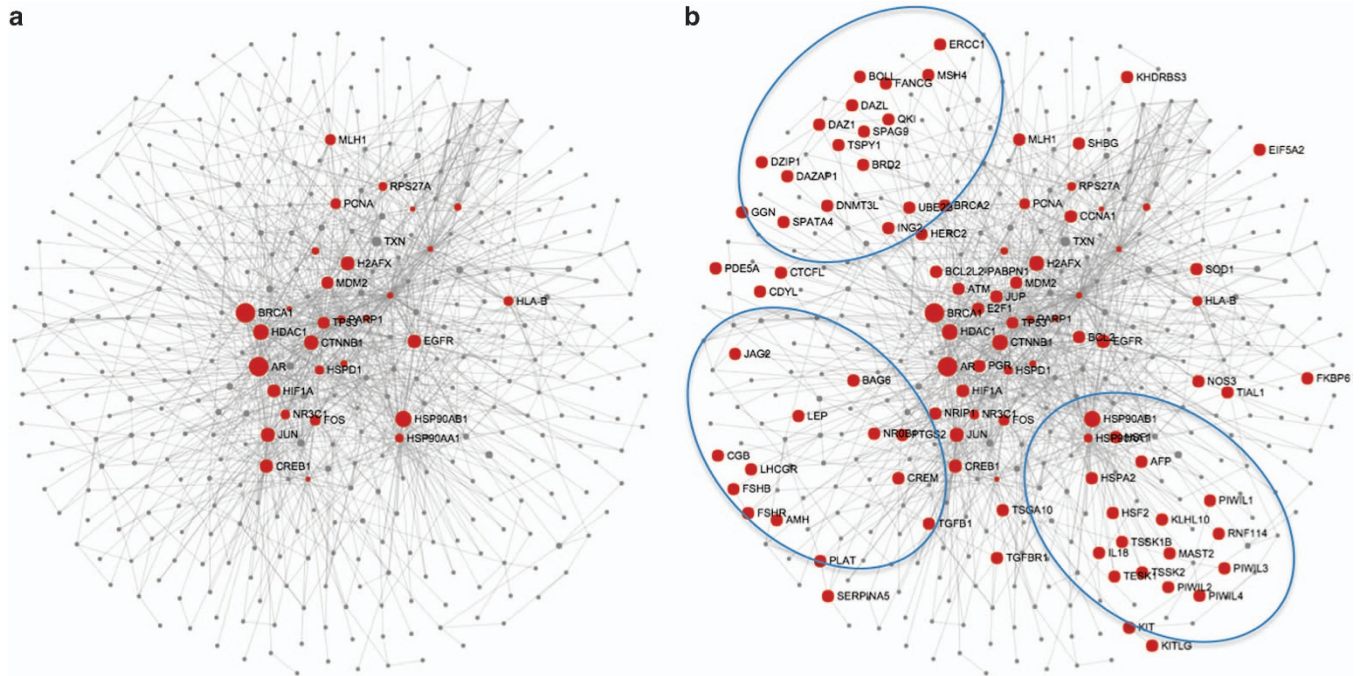 a
MLH1
RPS27A
PCNA
TXN
H2AFX
MDM2
HLA-B
BRCA1
PARP1
TP53
HDAC1
CTNNB1
EGFR
AR
HSPD1
HIF1A
NR3C1
FOS
HSP90AB1
JUN
HSP90AA1
CREB1
b
ERCC1
BOLL
MSH4
KHDRBS3
FANCG
DAZL
QKI
DAZ1
SPAG9
MLH1
SHBG
TSPY1
EIF5A2
DZIP1
BRD2
DAZAP1
RPS27A
DNMT3L
BRCA2
PCNA
GGN
CCNA1
SPATA4
ING2
HERC2
TXN
H2AFX
PDE5A
CTCFL
BCL2L2-PABPN1
SOD1
MDM2
CDYL
ATM
JUP
HLA-B
E2F1
BRCA1
PARP1
TP53
HDAC1
BCL2
CTNNB1
EGFR
JAG2
AR
PGR
HSPD1
BAG6
FKBP6
NOS3
HIF1A
TIAL1
LEP
NRIP1
NR3C1
FOS
HSP90AB1
PTGS2
JUN
CGB
AFP
LHCGR
CREB1
CREM
HSPA2
FSHB
PIWIL1
FSHR
AMH
TSGA10
HSF2
KLHL10
TGFB1
RNF114
TSSK1B
IL18
MAST2
PLAT
TGFBR1
PIWIL3
TESK1
TSSK2
PIWIL2
SERPINA5
PIWIL4
KIT
KITLG